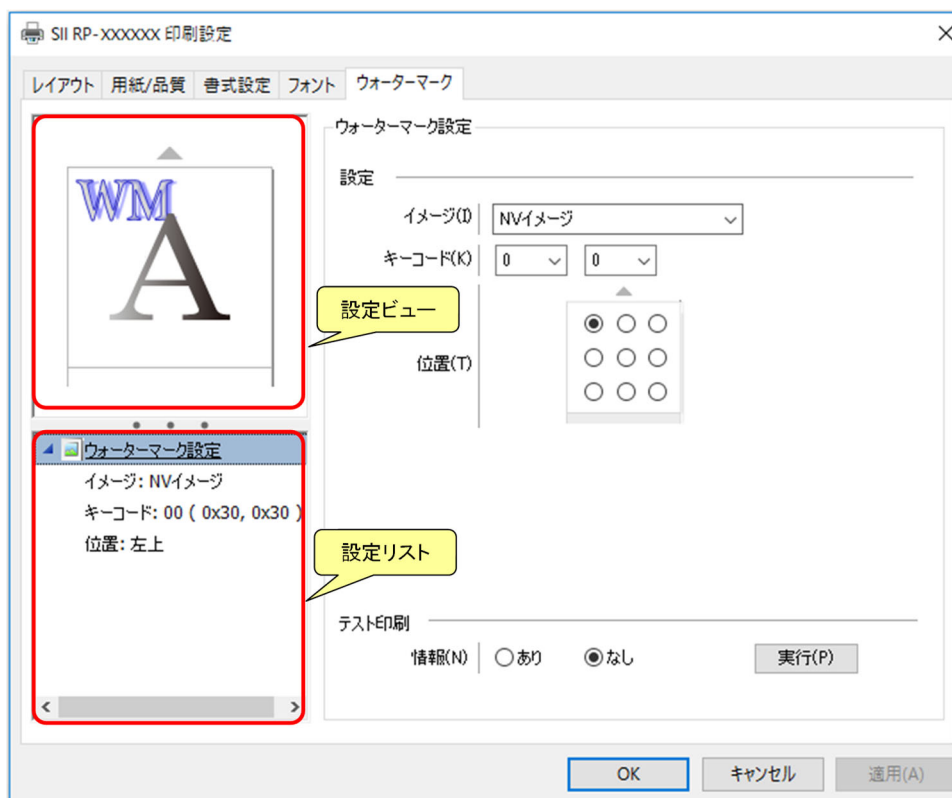 SII RP-XXXXXX 印刷設定
レイアウト 用紙/品質 書式設定 フォント ウォーターマーク
WM
A
設定ビュー
ウォーターマーク設定
イメージ: NVイメージ
キーコード: 00 ( 0x30, 0x30 )
位置: 左上
設定リスト
ウォーターマーク設定
設定
イメージ(I) NVイメージ
キーコード(K) 0 0
位置(T)
テスト印刷
情報(N) あり なし 実行(P)
OK キャンセル 適用(A)